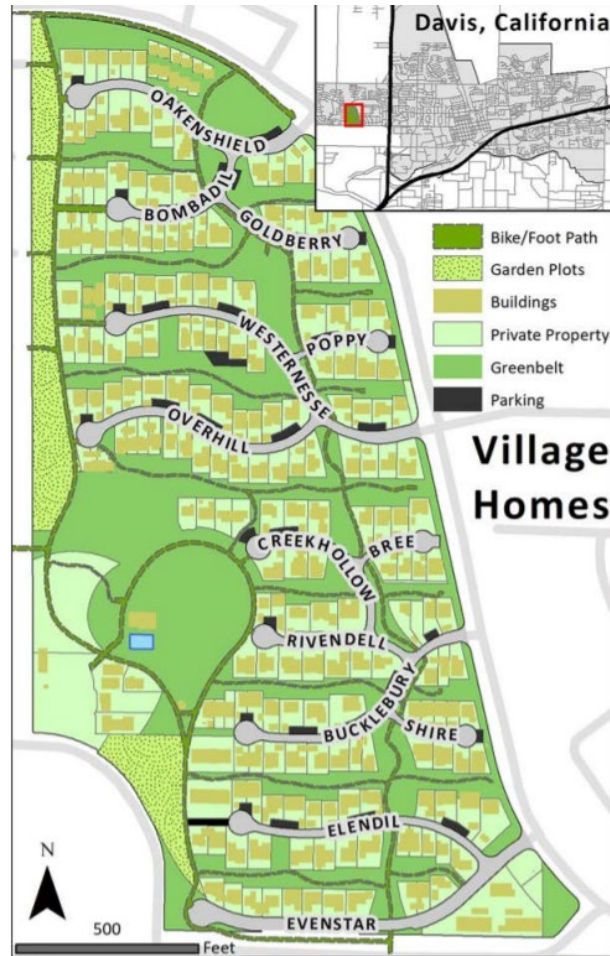 Davis, California
OAKENSHIELD
BOMBADIL
GOLDBERRY
Bike/Foot Path
Garden Plots
Buildings
Private Property
Greenbelt
Parking
WESTERNESSE
POPPY
OVERHILL
Village
Homes
CREEKHOLLOW
BREE
RIVENDELL
BUCKLEBURY
SHIRE
ELENDIL
N
EVENSTAR
500
Feet